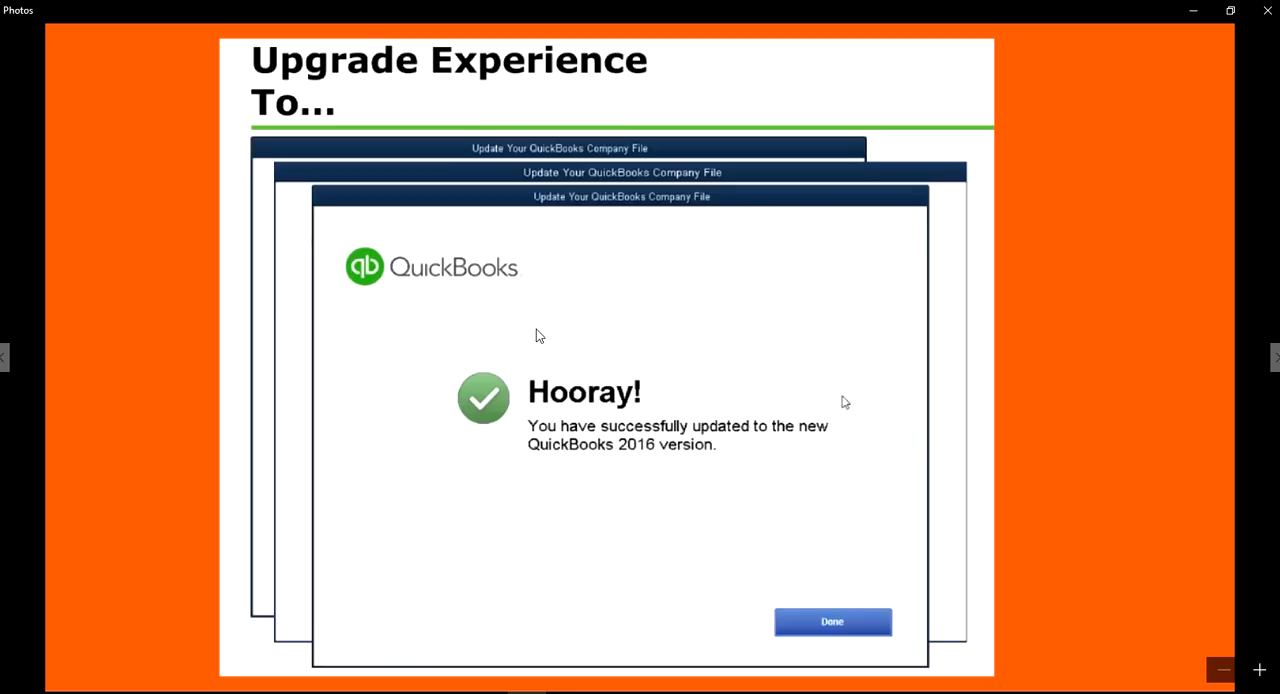 Photos
Upgrade Experience
To...
Update Your QuickBooks Company File
Update Your QuickBooks Company File
Update Your QuickBooks Company File
qb QuickBooks
Hooray!
You have successfully updated to the new
QuickBooks 2016 version.
Done